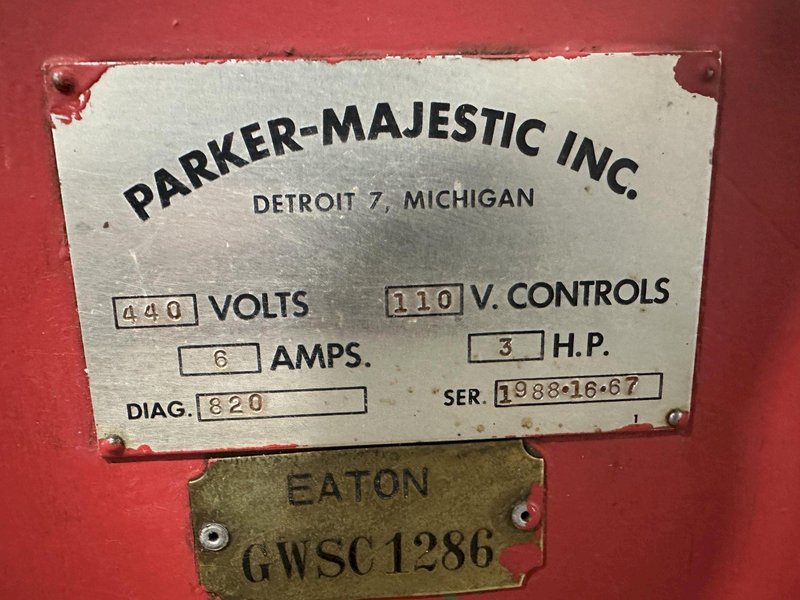 PARKER-MAJESTIC INC.
DETROIT 7, MICHIGAN
440 VOLTS 110 V. CONTROLS
6 AMPS. 3 H.P.
DIAG. 820 SER. 1988•16•67
1
EATON
GWSC1286